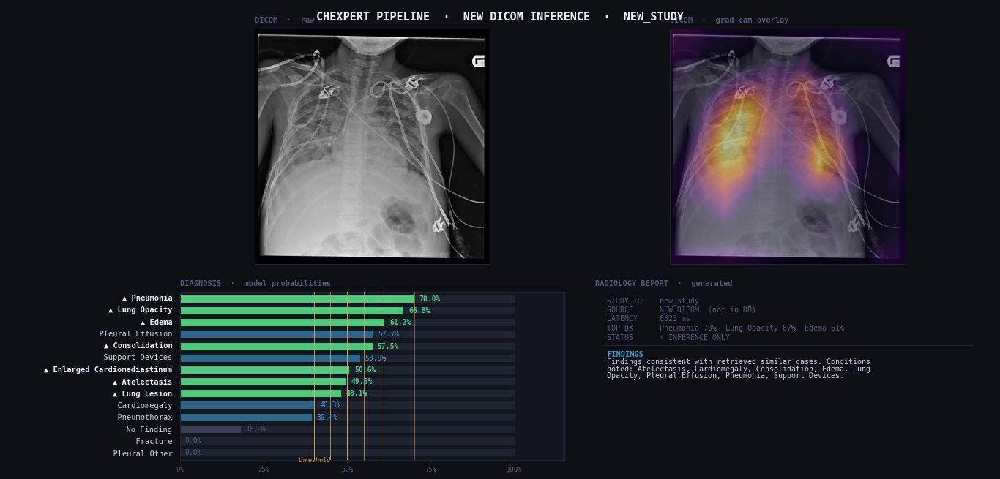 CHEXPERT PIPELINE · NEW DICOM INFERENCE · NEW_STUDY
DICOM · raw
DICOM · grad-cam overlay
DIAGNOSIS · model probabilities
▲ Pneumonia 70.0%
▲ Lung Opacity 66.8%
▲ Edema 61.2%
Pleural Effusion 57.7%
▲ Consolidation 57.5%
Support Devices 53.9%
▲ Enlarged Cardiomediastinum 50.6%
▲ Atelectasis 49.5%
▲ Lung Lesion 48.1%
Cardiomegaly 40.3%
Pneumothorax 39.4%
No Finding 18.3%
Fracture 0.0%
Pleural Other 0.0%
threshold
0% 25% 50% 75% 100%
RADIOLOGY REPORT · generated
STUDY ID new_study
SOURCE NEW DICOM (not in DB)
LATENCY 6823 ms
TOP DX Pneumonia 70% Lung Opacity 67% Edema 61%
STATUS ⚡ INFERENCE ONLY
FINDINGS
Findings consistent with retrieved similar cases. Conditions
noted: Atelectasis, Cardiomegaly, Consolidation, Edema, Lung
Opacity, Pleural Effusion, Pneumonia, Support Devices.